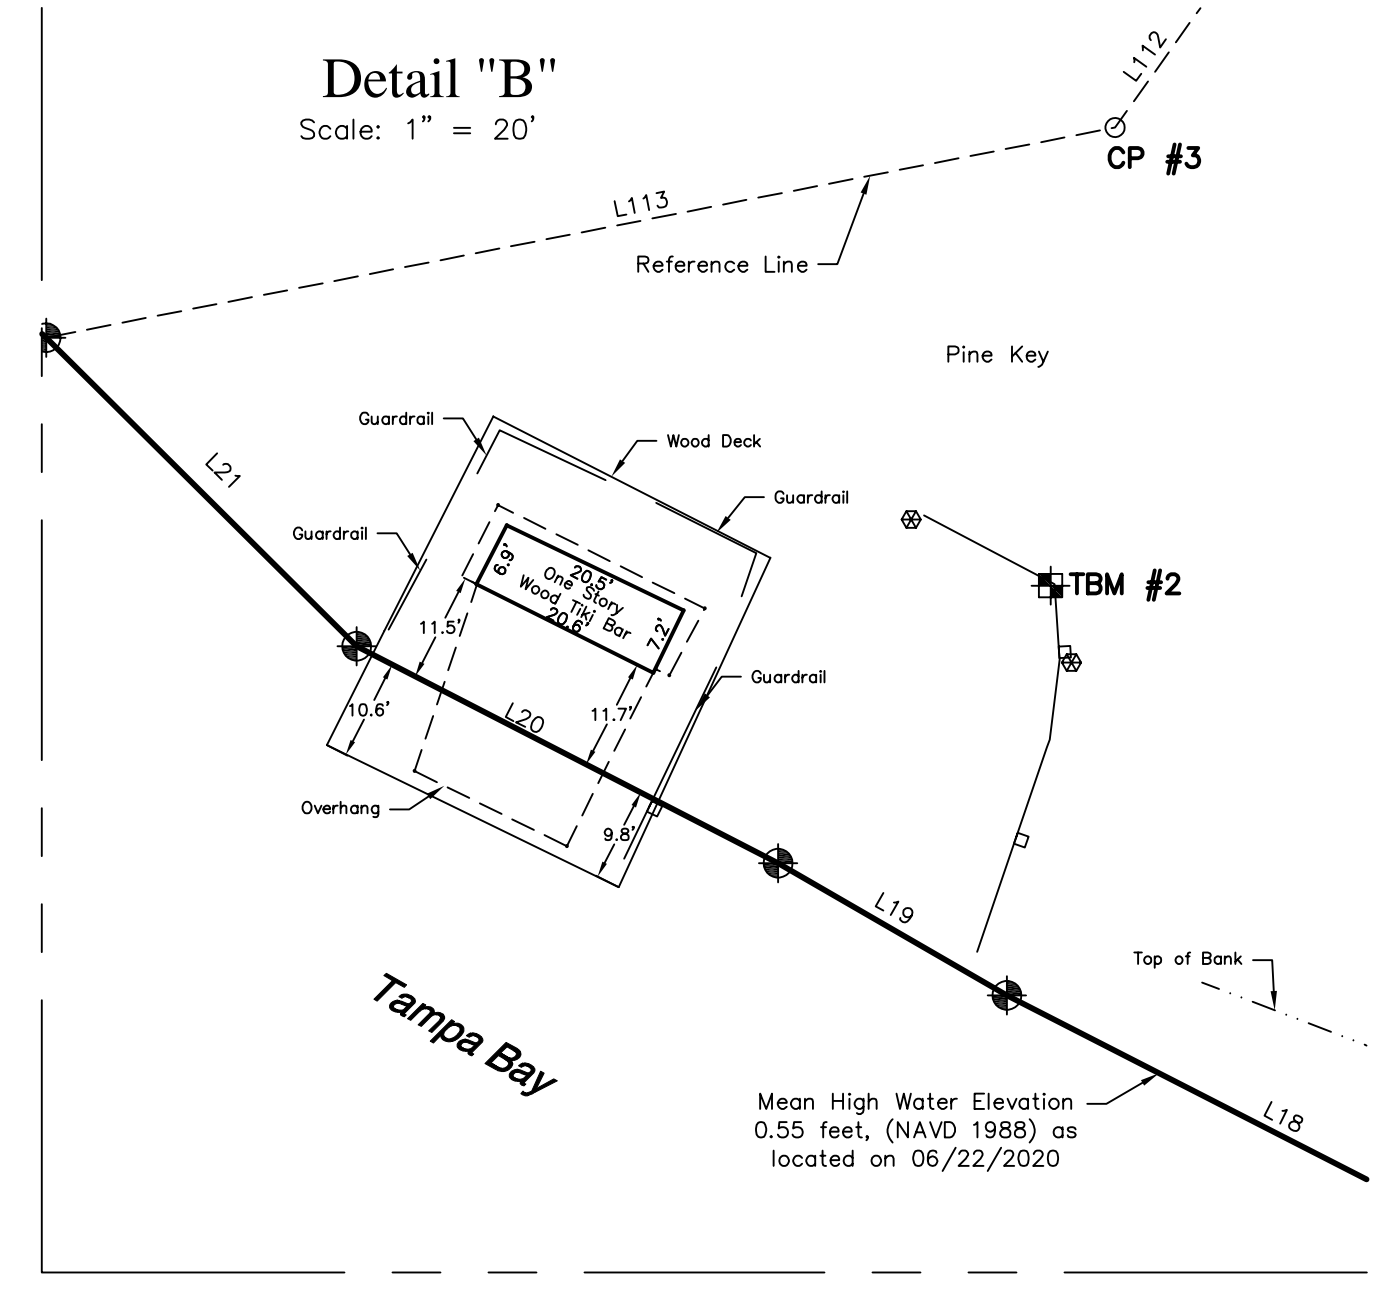 Detail "B"
Scale: 1” = 20’
L112
CP #3
L113
Reference Line
Pine Key
Guardrail
Wood Deck
L21
Guardrail
Guardrail
6.9’
20.5’
One Story
Wood Tiki Bar
20.6’
7.2’
TBM #2
11.5’
Guardrail
10.6’
L20
11.7’
Overhang
9.8’
L19
Top of Bank
Tampa Bay
Mean High Water Elevation
0.55 feet, (NAVD 1988) as
located on 06/22/2020
L18